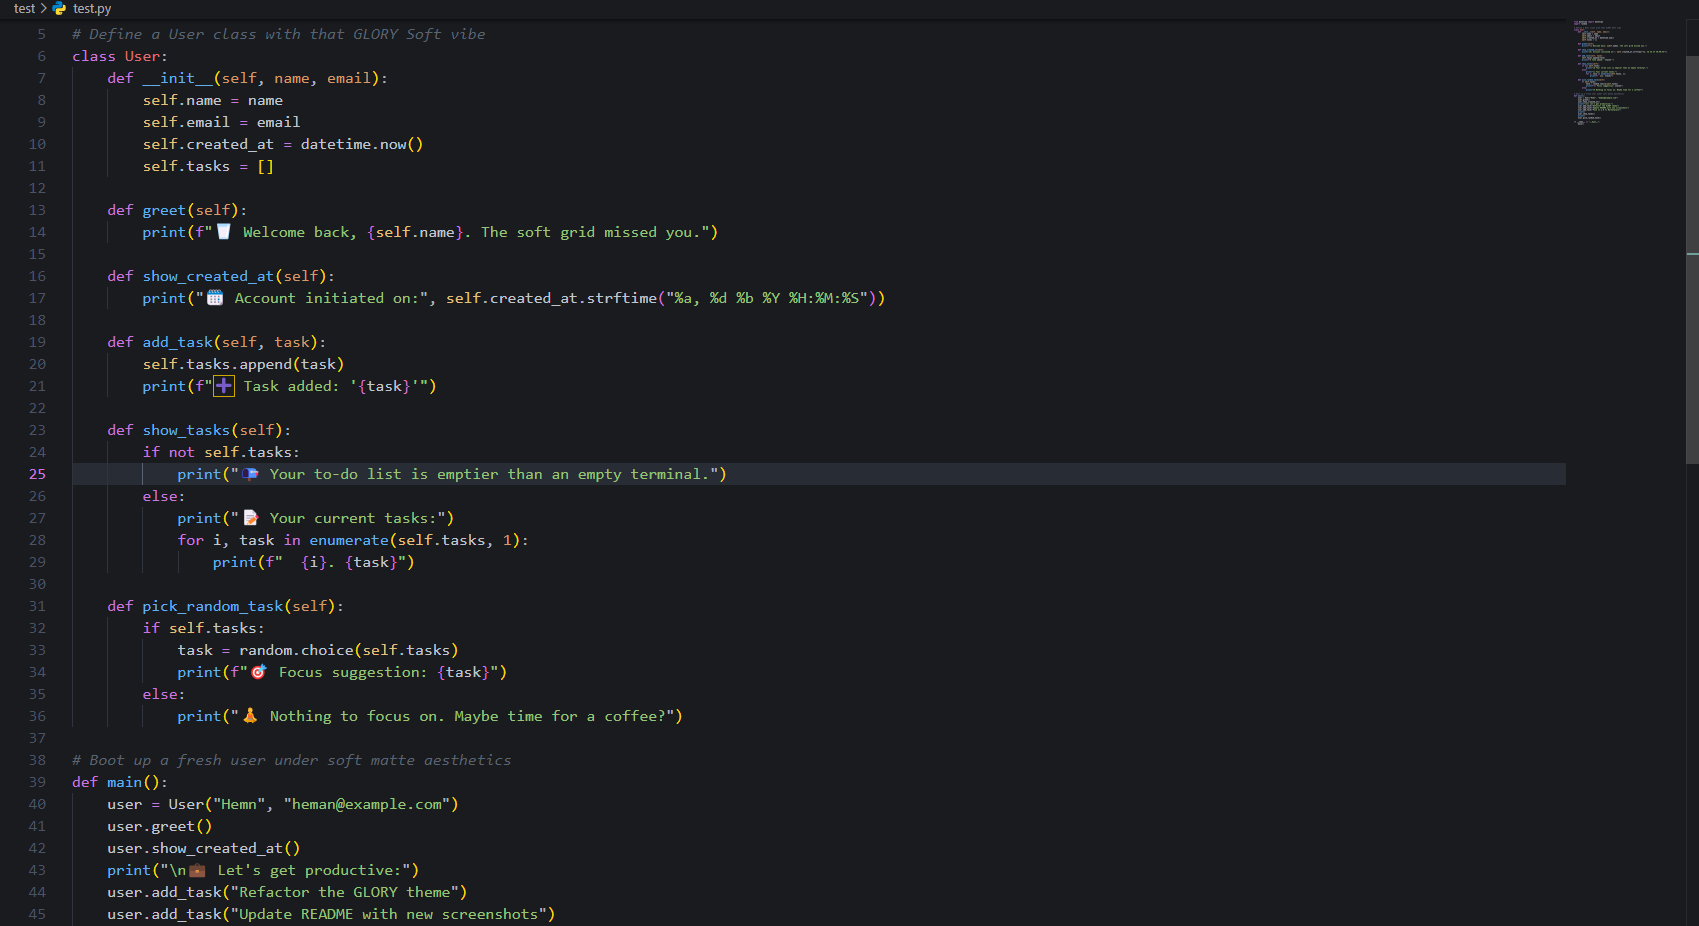 test > test.py
5 # Define a User class with that GLORY Soft vibe
6 class User:
7     def __init__(self, name, email):
8         self.name = name
9         self.email = email
10         self.created_at = datetime.now()
11         self.tasks = []
12
13     def greet(self):
14         print(f"🥛 Welcome back, {self.name}. The soft grid missed you.")
15
16     def show_created_at(self):
17         print("🗓️ Account initiated on:", self.created_at.strftime("%a, %d %b %Y %H:%M:%S"))
18
19     def add_task(self, task):
20         self.tasks.append(task)
21         print(f"➕ Task added: '{task}'")
22
23     def show_tasks(self):
24         if not self.tasks:
25             print("📭 Your to-do list is emptier than an empty terminal.")
26         else:
27             print("📝 Your current tasks:")
28             for i, task in enumerate(self.tasks, 1):
29                 print(f"  {i}. {task}")
30
31     def pick_random_task(self):
32         if self.tasks:
33             task = random.choice(self.tasks)
34             print(f"🎯 Focus suggestion: {task}")
35         else:
36             print("🧘 Nothing to focus on. Maybe time for a coffee?")
37
38 # Boot up a fresh user under soft matte aesthetics
39 def main():
40     user = User("Hemn", "heman@example.com")
41     user.greet()
42     user.show_created_at()
43     print("\n💼 Let's get productive:")
44     user.add_task("Refactor the GLORY theme")
45     user.add_task("Update README with new screenshots")